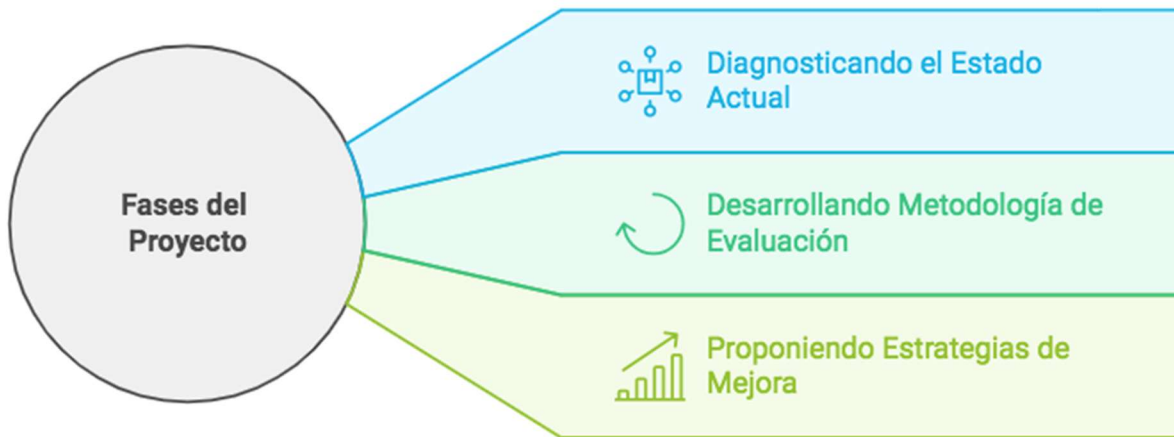 Fases del
Proyecto
Diagnosticando el Estado
Actual
Desarrollando Metodología de
Evaluación
Proponiendo Estrategias de
Mejora